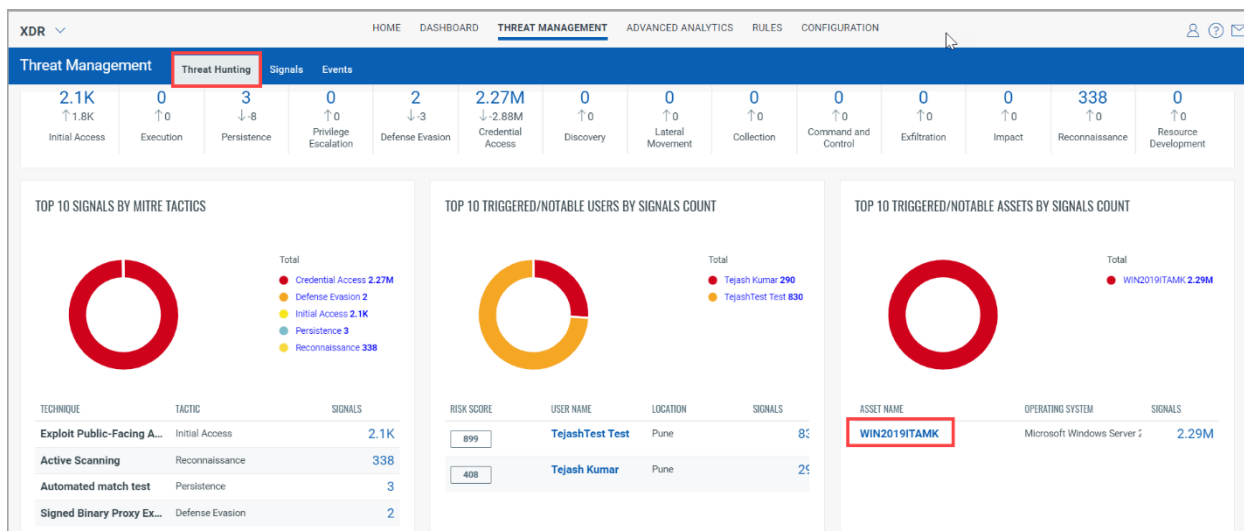 XDR
HOME DASHBOARD THREAT MANAGEMENT ADVANCED ANALYTICS RULES CONFIGURATION
Threat Management Threat Hunting Signals Events
2.1K 0 3 0 2 2.27M 0 0 0 0 0 0 338 0
↑1.8K ↑0 ↓-8 ↑0 ↓-3 ↓-2.88M ↑0 ↑0 ↑0 ↑0 ↑0 ↑0 ↑0 ↑0
Initial Access Execution Persistence Privilege Escalation Defense Evasion Credential Access Discovery Lateral Movement Collection Command and Control Exfiltration Impact Reconnaissance Resource Development
TOP 10 SIGNALS BY MITRE TACTICS
Total
Credential Access 2.27M
Defense Evasion 2
Initial Access 2.1K
Persistence 3
Reconnaissance 338
TECHNIQUE TACTIC SIGNALS
Exploit Public-Facing A... Initial Access 2.1K
Active Scanning Reconnaissance 338
Automated match test Persistence 3
Signed Binary Proxy Ex... Defense Evasion 2
TOP 10 TRIGGERED/NOTABLE USERS BY SIGNALS COUNT
Total
Tejash Kumar 290
TejashTest Test 830
RISK SCORE USER NAME LOCATION SIGNALS
899 TejashTest Test Pune 83
408 Tejash Kumar Pune 29
TOP 10 TRIGGERED/NOTABLE ASSETS BY SIGNALS COUNT
Total
WIN2019ITAMK 2.29M
ASSET NAME OPERATING SYSTEM SIGNALS
WIN2019ITAMK Microsoft Windows Server 2 2.29M